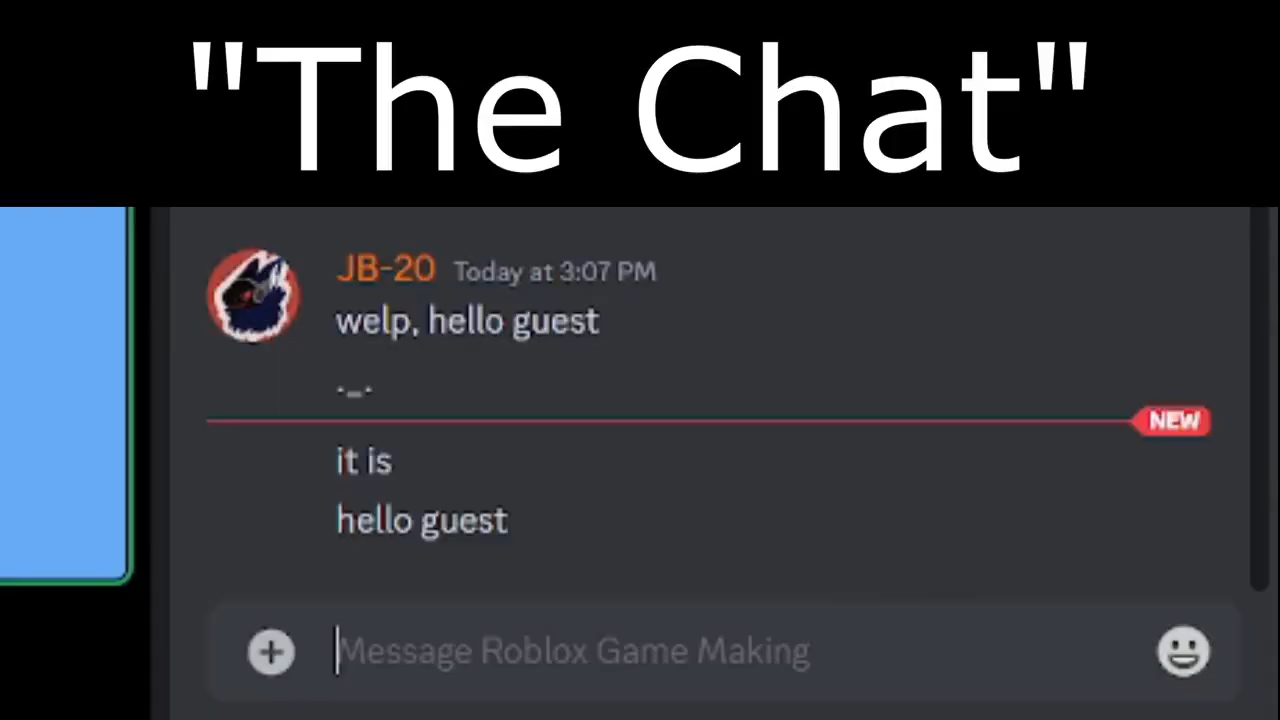 "The Chat"
JB-20 Today at 3:07 PM
welp, hello guest
._.
NEW
it is
hello guest
Message Roblox Game Making